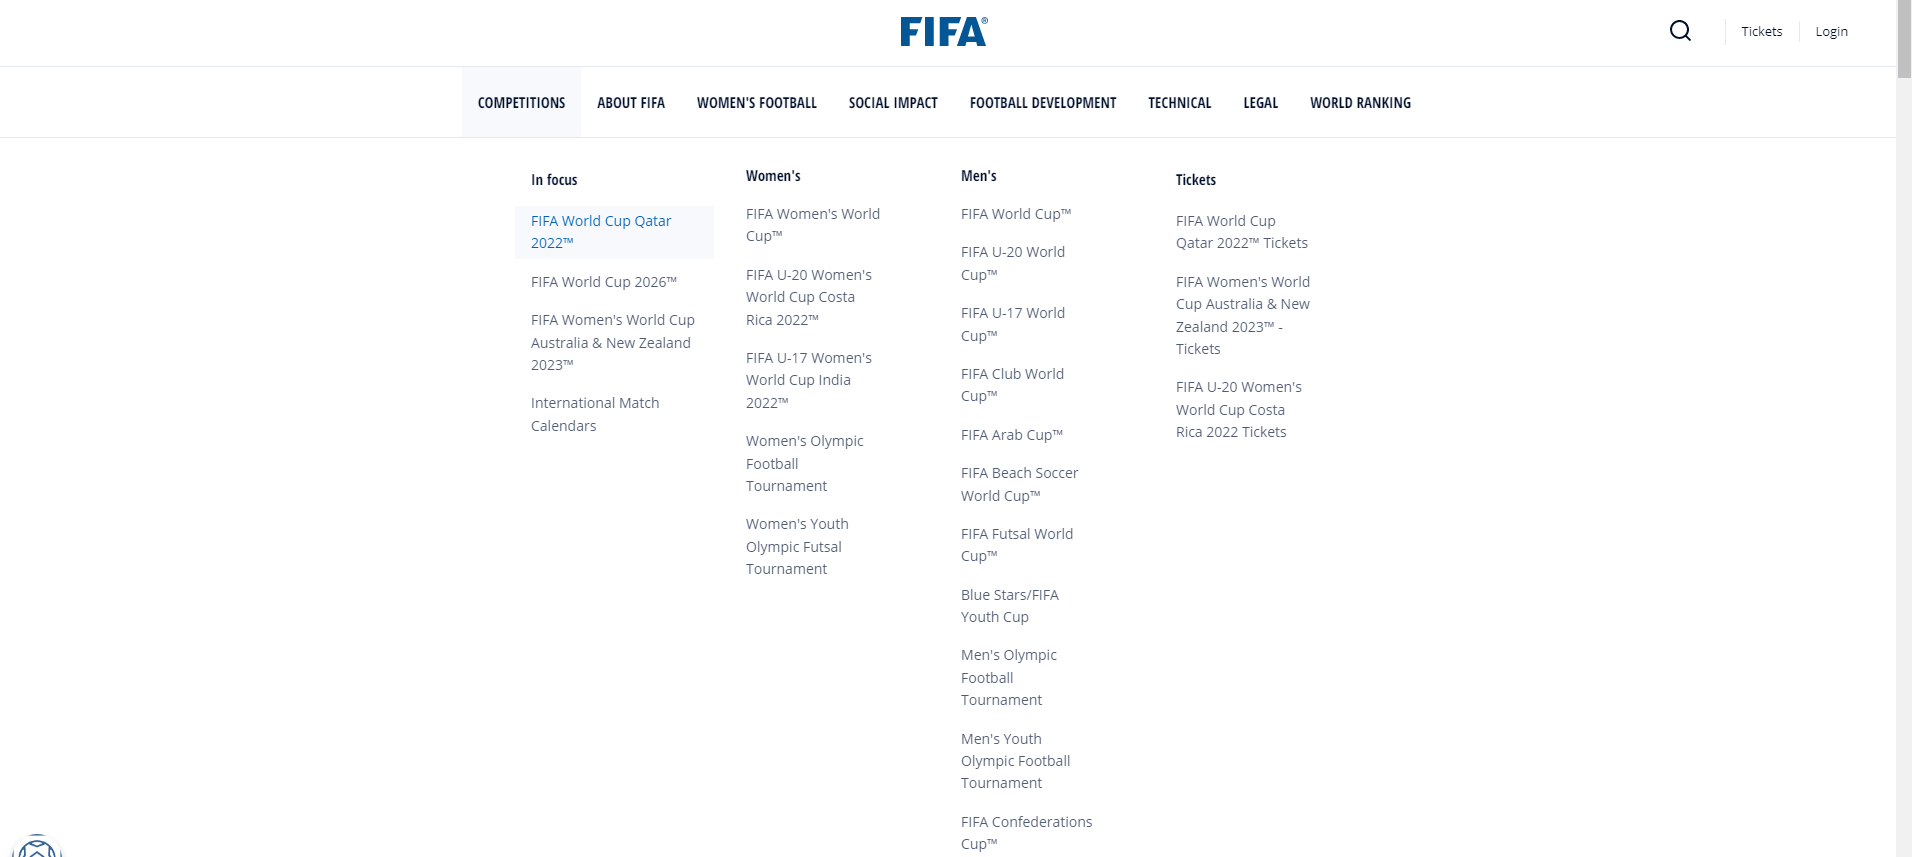 FIFA®
Tickets
Login
COMPETITIONS
ABOUT FIFA
WOMEN'S FOOTBALL
SOCIAL IMPACT
FOOTBALL DEVELOPMENT
TECHNICAL
LEGAL
WORLD RANKING
In focus
FIFA World Cup Qatar
2022™
FIFA World Cup 2026™
FIFA Women's World Cup
Australia & New Zealand
2023™
International Match
Calendars
Women's
FIFA Women's World
Cup™
FIFA U-20 Women's
World Cup Costa
Rica 2022™
FIFA U-17 Women's
World Cup India
2022™
Women's Olympic
Football
Tournament
Women's Youth
Olympic Futsal
Tournament
Men's
FIFA World Cup™
FIFA U-20 World
Cup™
FIFA U-17 World
Cup™
FIFA Club World
Cup™
FIFA Arab Cup™
FIFA Beach Soccer
World Cup™
FIFA Futsal World
Cup™
Blue Stars/FIFA
Youth Cup
Men's Olympic
Football
Tournament
Men's Youth
Olympic Football
Tournament
FIFA Confederations
Cup™
Tickets
FIFA World Cup
Qatar 2022™ Tickets
FIFA Women's World
Cup Australia & New
Zealand 2023™ -
Tickets
FIFA U-20 Women's
World Cup Costa
Rica 2022 Tickets